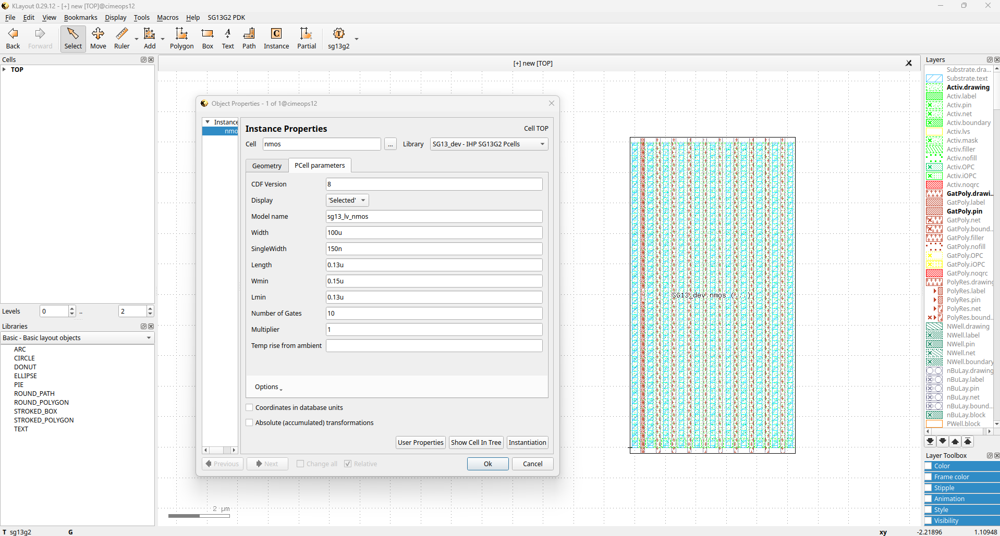 KLayout 0.29.12 - [+] new [TOP]@cimeops12
File Edit View Bookmarks Display Tools Macros Help SG13G2 PDK
Back Forward Select Move Ruler Add Polygon Box Text Path Instance Partial sg13g2
Cells
TOP
Levels 0 .. 2
Libraries
Basic - Basic layout objects
ARC
CIRCLE
DONUT
ELLIPSE
PIE
ROUND_PATH
ROUND_POLYGON
STROKED_BOX
STROKED_POLYGON
TEXT
[+] new [TOP]
Object Properties - 1 of 1@cimeops12
Instance
nmo
Instance Properties
Cell TOP
Cell nmos ... Library SG13_dev - IHP SG13G2 Pcells
Geometry PCell parameters
CDF Version 8
Display 'Selected'
Model name sg13_lv_nmos
Width 100u
SingleWidth 150n
Length 0.13u
Wmin 0.15u
Lmin 0.13u
Number of Gates 10
Multiplier 1
Temp rise from ambient
Options
Coordinates in database units
Absolute (accumulated) transformations
User Properties Show Cell In Tree Instantiation
Previous Next Change all Relative Ok Cancel
SG13_dev.nmos (...)
2 µm
Layers
Substrate.dra...
Substrate.text
Activ.drawing
Activ.label
Activ.pin
Activ.net
Activ.boundary
Activ.lvs
Activ.mask
Activ.filler
Activ.nofill
Activ.OPC
Activ.iOPC
Activ.noqrc
GatPoly.drawi...
GatPoly.label
GatPoly.pin
GatPoly.net
GatPoly.bound...
GatPoly.filler
GatPoly.nofill
GatPoly.OPC
GatPoly.iOPC
GatPoly.noqrc
PolyRes.drawing
PolyRes.label
PolyRes.pin
PolyRes.net
PolyRes.bound...
NWell.drawing
NWell.label
NWell.pin
NWell.net
NWell.boundary
nBuLay.drawing
nBuLay.label
nBuLay.pin
nBuLay.net
nBuLay.bound...
nBuLay.block
PWell.block
Layer Toolbox
Color
Frame color
Stipple
Animation
Style
Visibility
T sg13g2 G xy -2.21896 1.10948